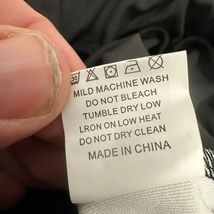 30
MILD MACHINE WASH
DO NOT BLEACH
TUMBLE DRY LOW
LRON ON LOW HEAT
DO NOT DRY CLEAN
MADE IN CHINA